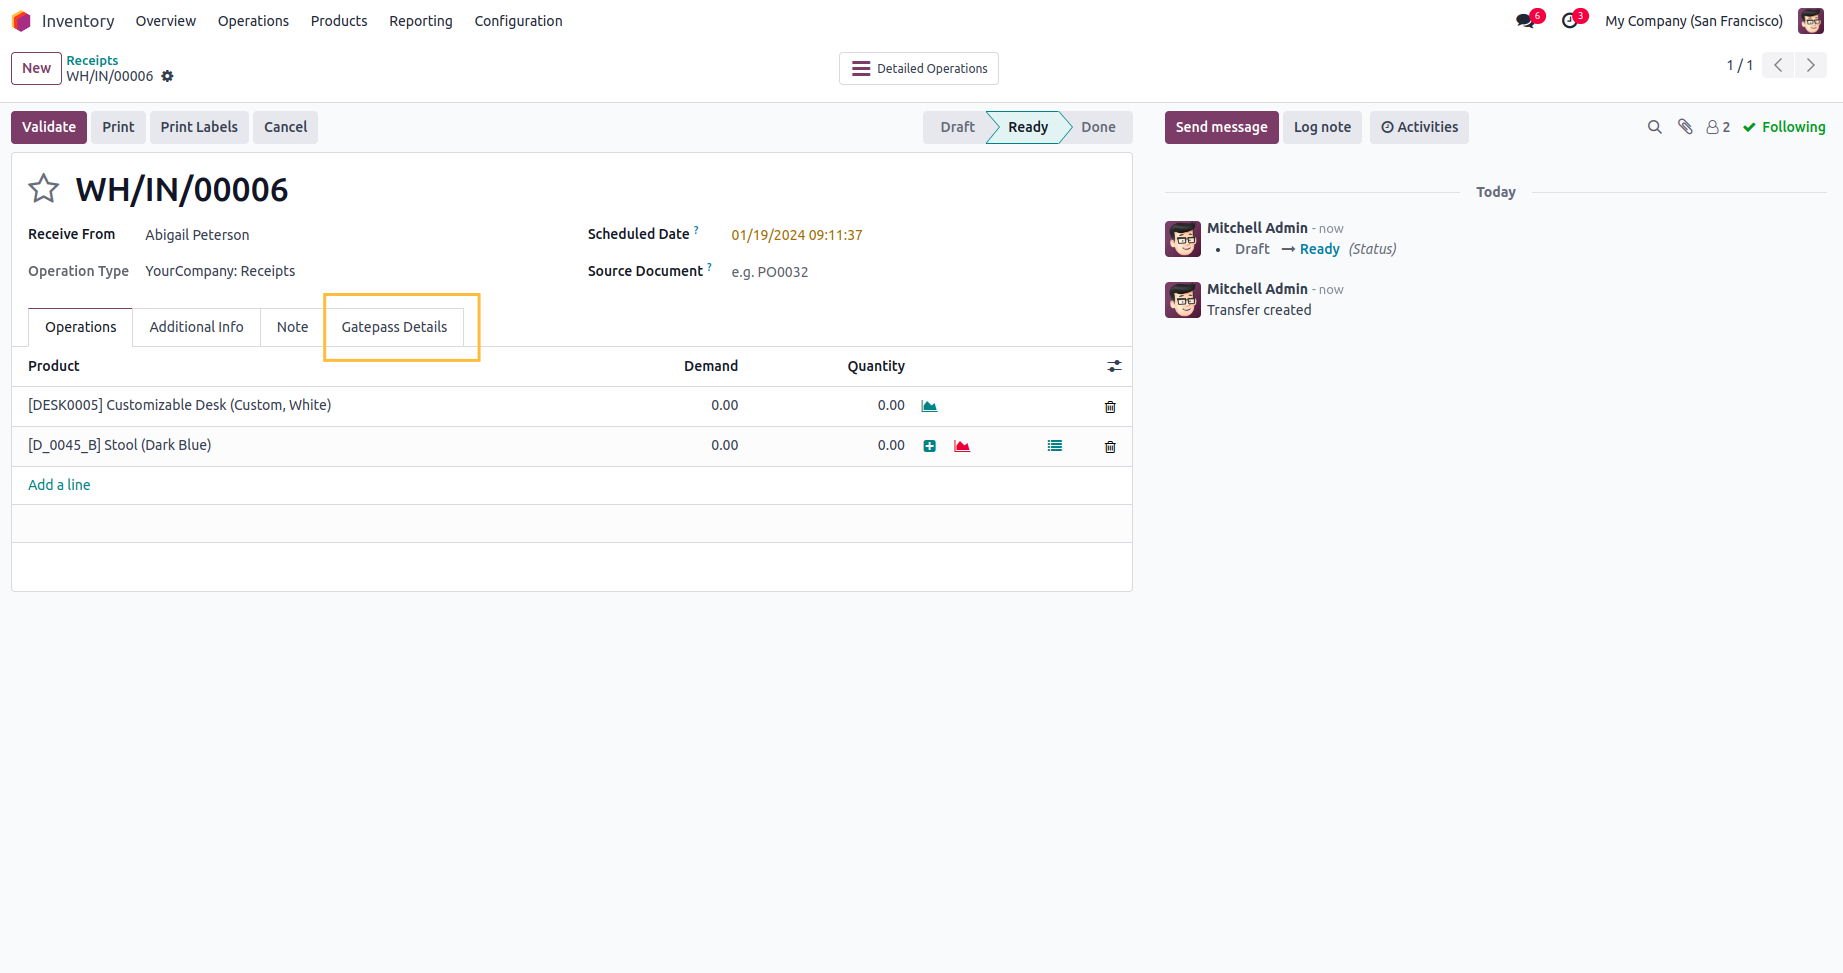 Inventory Overview Operations Products Reporting Configuration 6 3 My Company (San Francisco)
New Receipts
WH/IN/00006
Detailed Operations
1 / 1
Validate Print Print Labels Cancel Draft Ready Done Send message Log note Activities 2 Following
WH/IN/00006
Today
Receive From Abigail Peterson Scheduled Date ? 01/19/2024 09:11:37
Operation Type YourCompany: Receipts Source Document ? e.g. PO0032
Mitchell Admin - now
• Draft → Ready (Status)
Mitchell Admin - now
Transfer created
Operations Additional Info Note Gatepass Details
Product Demand Quantity
[DESK0005] Customizable Desk (Custom, White) 0.00 0.00
[D_0045_B] Stool (Dark Blue) 0.00 0.00
Add a line